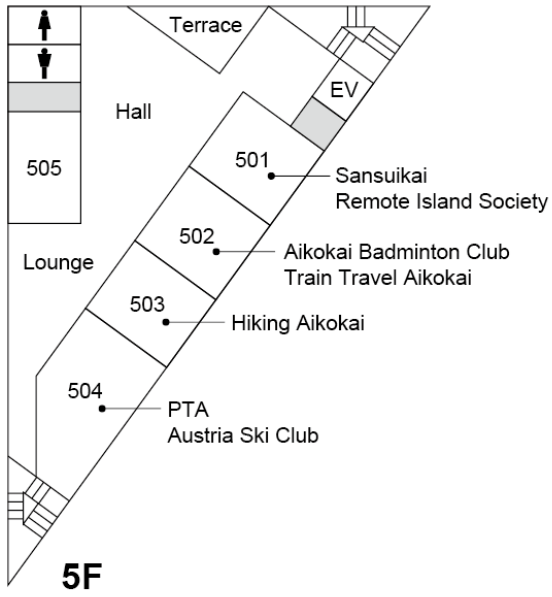 Terrace
EV
Hall
501
Sansuikai
Remote Island Society
505
502
Aikokai Badminton Club
Train Travel Aikokai
Lounge
503
Hiking Aikokai
504
PTA
Austria Ski Club
5F